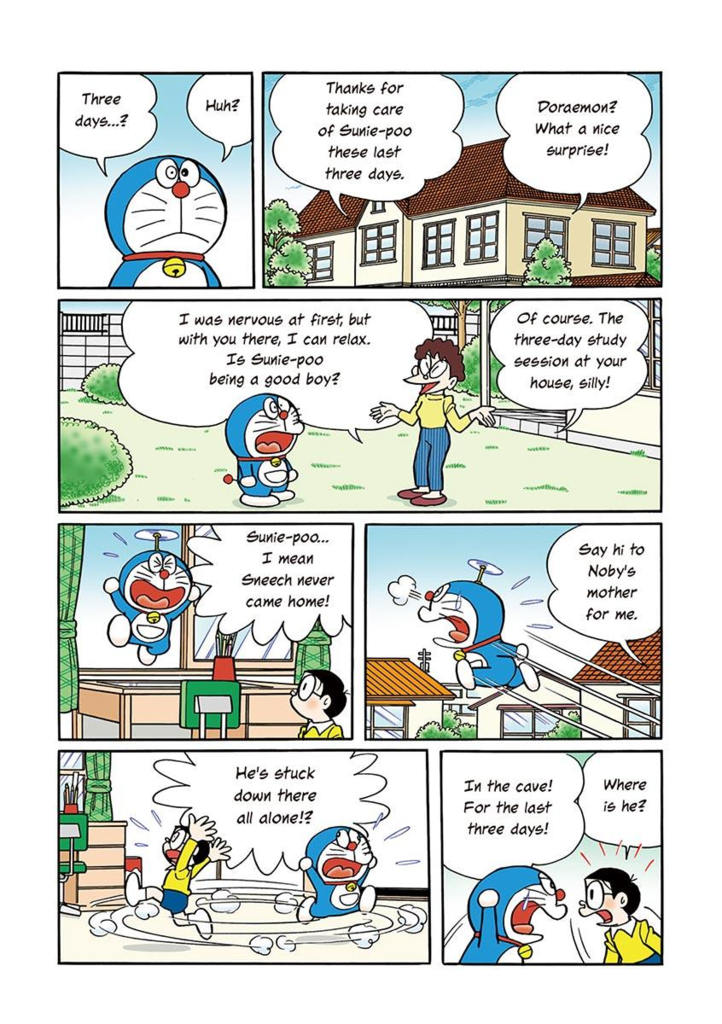 Doraemon?
What a nice
surprise!
Thanks for
taking care
of Sunie-poo
these last
three days.
Huh?
Three
days...?
Of course. The
three-day study
session at your
house, silly!
I was nervous at first, but
with you there, I can relax.
Is Sunie-poo
being a good boy?
Say hi to
Noby's
mother
for me.
Sunie-poo...
I mean
Sneech never
came home!
Where
is he?
In the cave!
For the last
three days!
He's stuck
down there
all alone!?